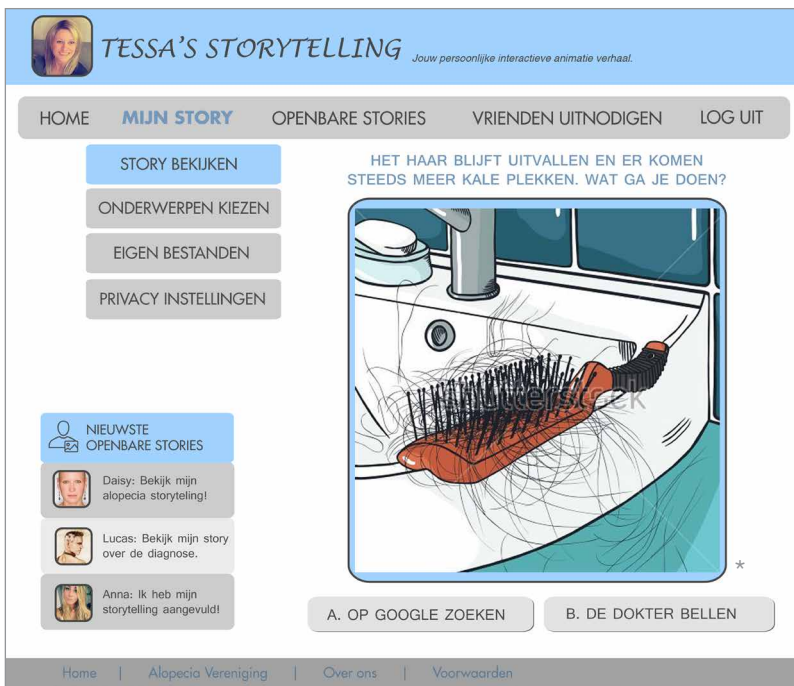 TESSA'S STORYTELLING
Jouw persoonlijke interactieve animatie verhaal.
HOME
MIJN STORY
OPENBARE STORIES
VRIENDEN UITNODIGEN
LOG UIT
STORY BEKIJKEN
ONDERWERPEN KIEZEN
EIGEN BESTANDEN
PRIVACY INSTELLINGEN
HET HAAR BLIJFT UITVALLEN EN ER KOMEN
STEEDS MEER KALE PLEKKEN. WAT GA JE DOEN?
shutterstock
*
NIEUWSTE
OPENBARE STORIES
Daisy: Bekijk mijn
alopecia storyteling!
Lucas: Bekijk mijn story
over de diagnose.
Anna: Ik heb mijn
storytelling aangevuld!
A. OP GOOGLE ZOEKEN
B. DE DOKTER BELLEN
Home | Alopecia Vereniging | Over ons | Voorwaarden